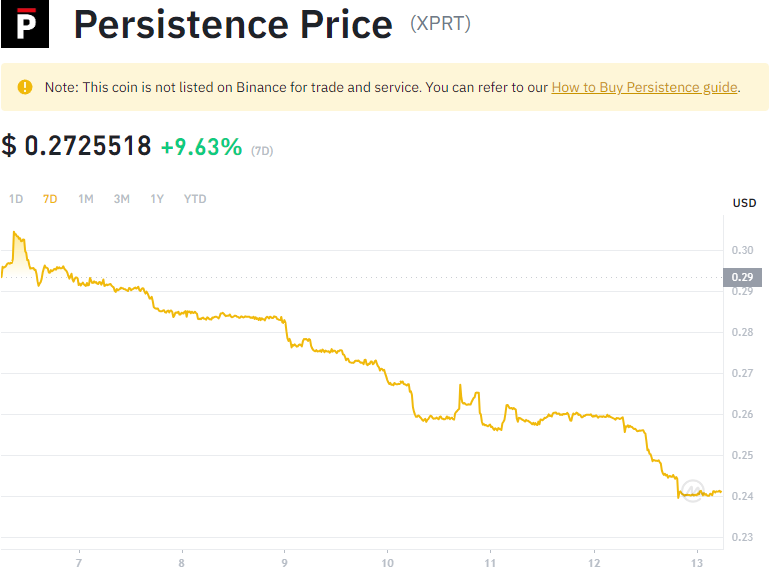 P
Persistence Price (XPRT)
! Note: This coin is not listed on Binance for trade and service. You can refer to our How to Buy Persistence guide.
$ 0.2725518 +9.63% (7D)
1D 7D 1M 3M 1Y YTD
USD
0.30
0.29
0.29
0.28
0.27
0.26
0.25
0.24
0.23
7 8 9 10 11 12 13